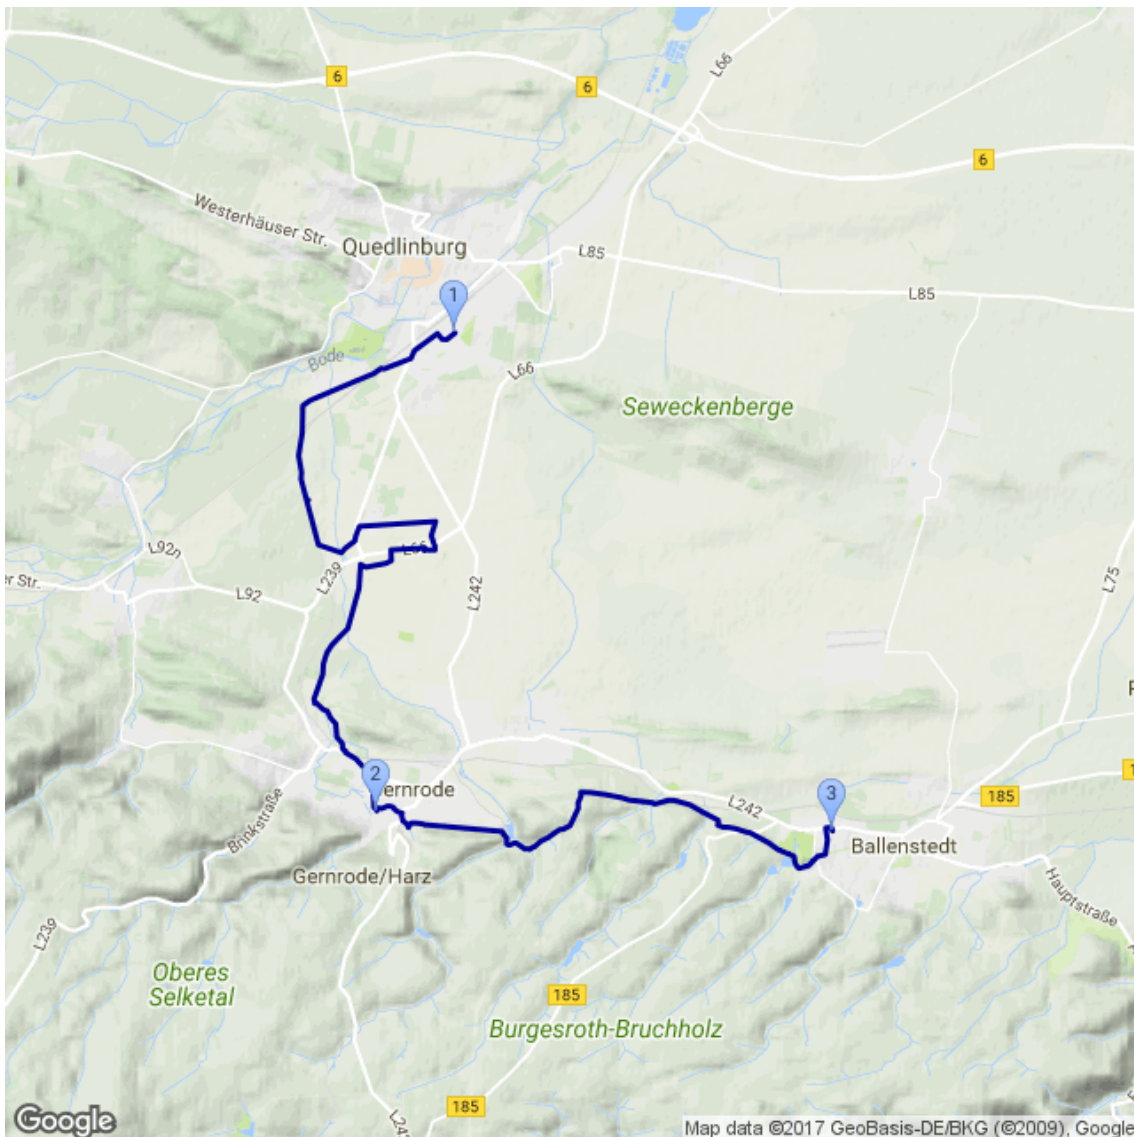 6
6
L66
6
Westerhäuser Str.
Quedlinburg
L85
L85
1
Bode
L66
Seweckenberge
L66
L92n
L239
er Str.
L92
L242
L75
2
ernrode
3
185
L242
Ballenstedt
Brinkstraße
Gernrode/Harz
Hauptstraße
L239
Oberes
Selketal
185
Burgesroth-Bruchholz
185
Google
Map data ©2017 GeoBasis-DE/BKG (©2009), Google